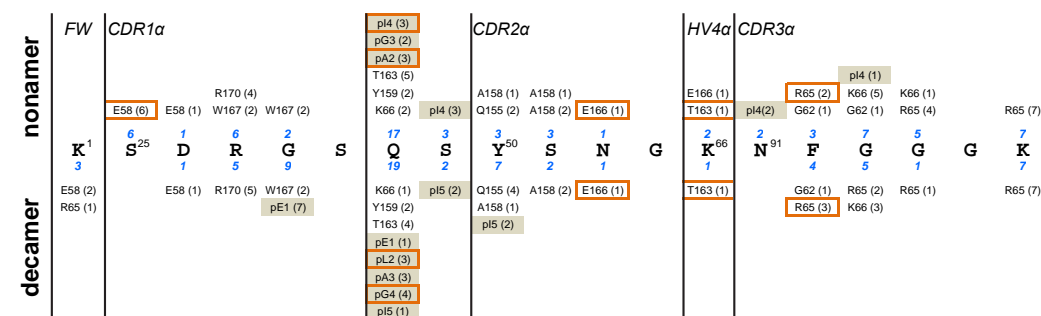 FW CDR1α CDR2α HV4α CDR3α
nonamer
pI4 (3)
pG3 (2)
pA2 (3)
T163 (5) pI4 (1)
R170 (4) Y159 (2) A158 (1) A158 (1) E166 (1) R65 (2) K66 (5) K66 (1)
E58 (6) E58 (1) W167 (2) W167 (2) K66 (2) pI4 (3) Q155 (2) A158 (2) E166 (1) T163 (1) pI4(2) G62 (1) G62 (1) R65 (4) R65 (7)
6 1 6 2 17 3 3 3 1 2 2 3 7 5 7
K1 S25 D R G S Q S Y50 S N G K66 N91 F G G G K
3 1 5 9 19 2 7 2 1 1 4 5 1 7
E58 (2) E58 (1) R170 (5) W167 (2) K66 (1) pI5 (2) Q155 (4) A158 (2) E166 (1) T163 (1) G62 (1) R65 (2) R65 (1) R65 (7)
R65 (1) pE1 (7) Y159 (2) A158 (1) R65 (3) K66 (3)
T163 (4) pI5 (2)
pE1 (1)
pL2 (3)
pA3 (3)
pG4 (4)
pI5 (1)
decamer